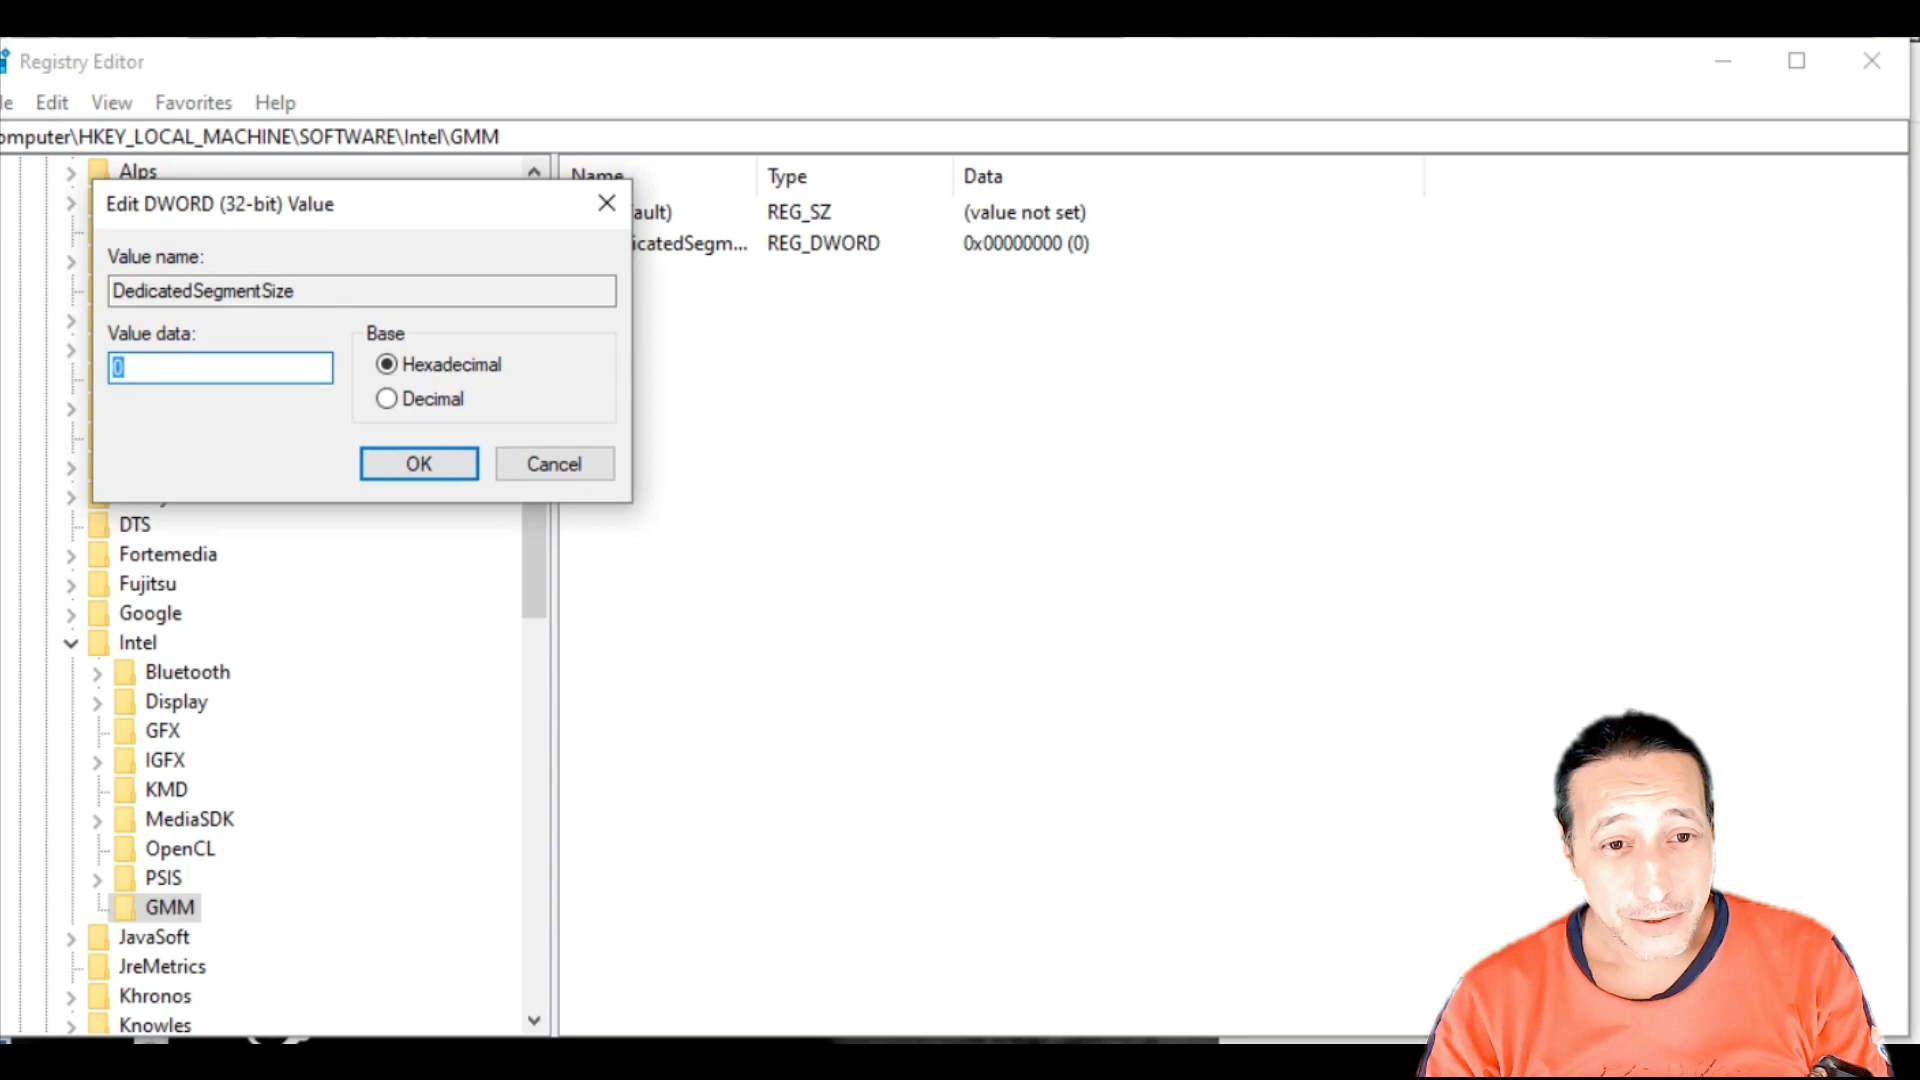 Registry Editor
le Edit View Favorites Help
omputer\HKEY_LOCAL_MACHINE\SOFTWARE\Intel\GMM
Alps
Name Type Data
ault) REG_SZ (value not set)
icatedSegm... REG_DWORD 0x00000000 (0)
Edit DWORD (32-bit) Value
Value name:
DedicatedSegmentSize
Value data:
0
Base
Hexadecimal
Decimal
OK Cancel
DTS
Fortemedia
Fujitsu
Google
Intel
Bluetooth
Display
GFX
IGFX
KMD
MediaSDK
OpenCL
PSIS
GMM
JavaSoft
JreMetrics
Khronos
Knowles